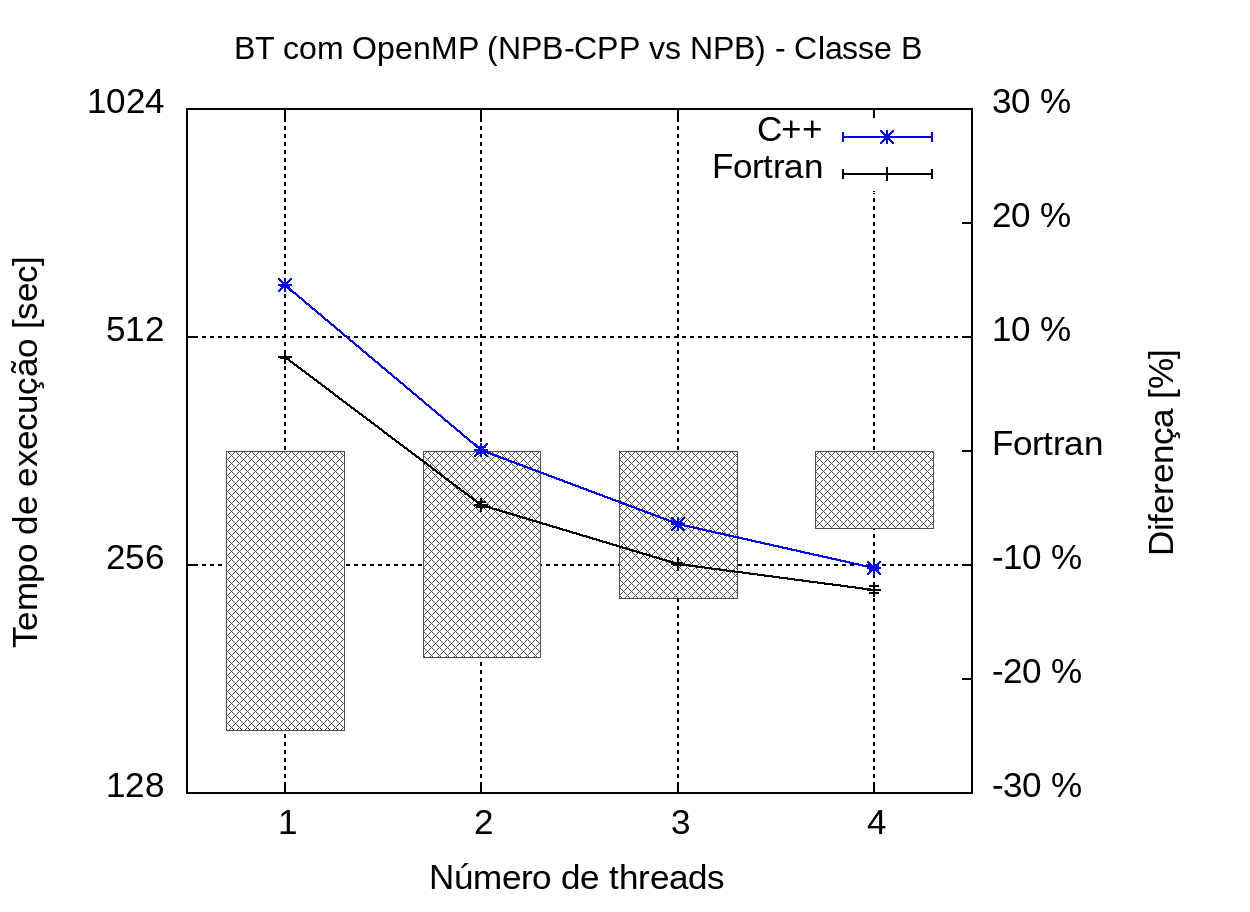 BT com OpenMP (NPB-CPP vs NPB) - Classe B
1024
512
256
128
Tempo de execução [sec]
C++
Fortran
30 %
20 %
10 %
Fortran
-10 %
-20 %
-30 %
Diferença [%]
1 2 3 4
Número de threads